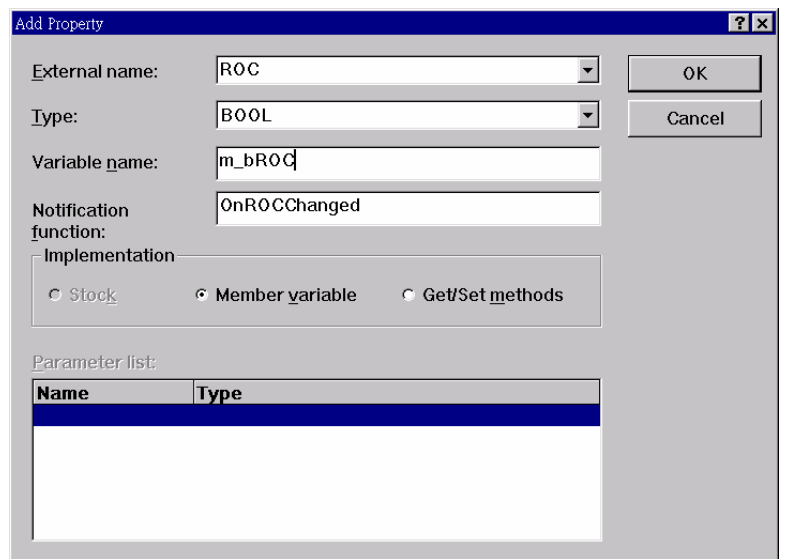 Add Property
External name:
ROC
OK
Type:
BOOL
Cancel
Variable name:
m_bROC
Notification
function:
OnROCChanged
Implementation
Stock
Member variable
Get/Set methods
Parameter list:
Name
Type